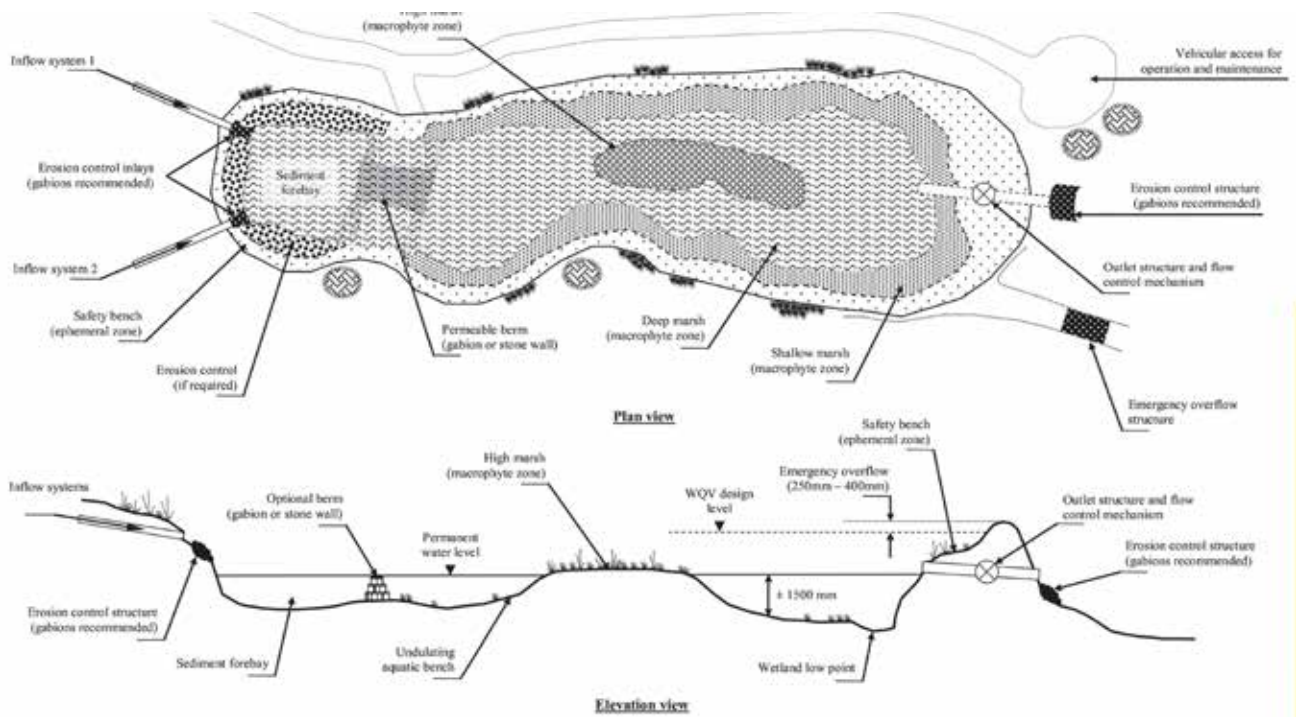 High marsh
(macrophyte zone)
Inflow system 1
Vehicular access for
operation and maintenance
Erosion control inlays
(gabions recommended)
Sediment
forebay
Erosion control structure
(gabions recommended)
Inflow system 2
Outlet structure and flow
control mechanism
Safety bench
(ephemeral zone)
Permeable berm
(gabion or stone wall)
Deep marsh
(macrophyte zone)
Shallow marsh
(macrophyte zone)
Erosion control
(if required)
Emergency overflow
structure
Plan view
Inflow systems
Optional berm
(gabion or stone wall)
Permanent
water level
High marsh
(macrophyte zone)
WQV design
level
Emergency overflow
(250mm – 400mm)
Safety bench
(ephemeral zone)
Outlet structure and flow
control mechanism
Erosion control structure
(gabions recommended)
± 1500 mm
Erosion control structure
(gabions recommended)
Sediment forebay
Undulating
aquatic bench
Wetland low point
Elevation view